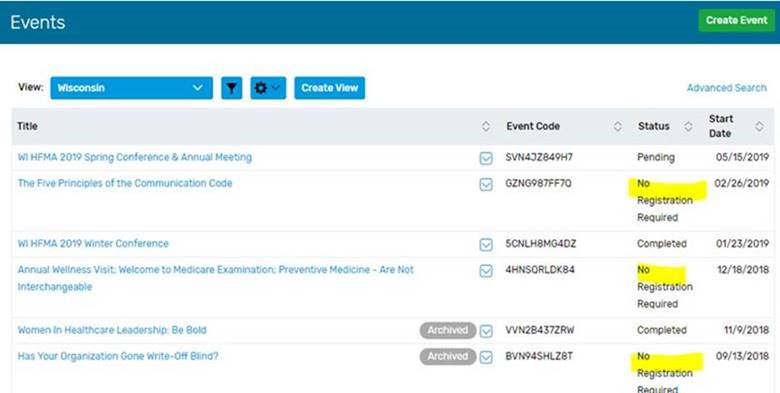 Events
Create Event
View: Wisconsin Create View Advanced Search
Title Event Code Status Start
Date
WI HFMA 2019 Spring Conference & Annual Meeting SVN4JZ849H7 Pending 05/15/2019
The Five Principles of the Communication Code GZNG987FF7Q No 02/26/2019
Registration
Required
WI HFMA 2019 Winter Conference 5CNLH8MG4DZ Completed 01/23/2019
Annual Wellness Visit; Welcome to Medicare Examination; Preventive Medicine - Are Not 4HNSQRLDK84 No 12/18/2018
Interchangeable Registration
Required
Women In Healthcare Leadership: Be Bold Archived VVN2B437ZRW Completed 11/9/2018
Has Your Organization Gone Write-Off Blind? Archived BVN94SHLZ8T No 09/13/2018
Registration
Required